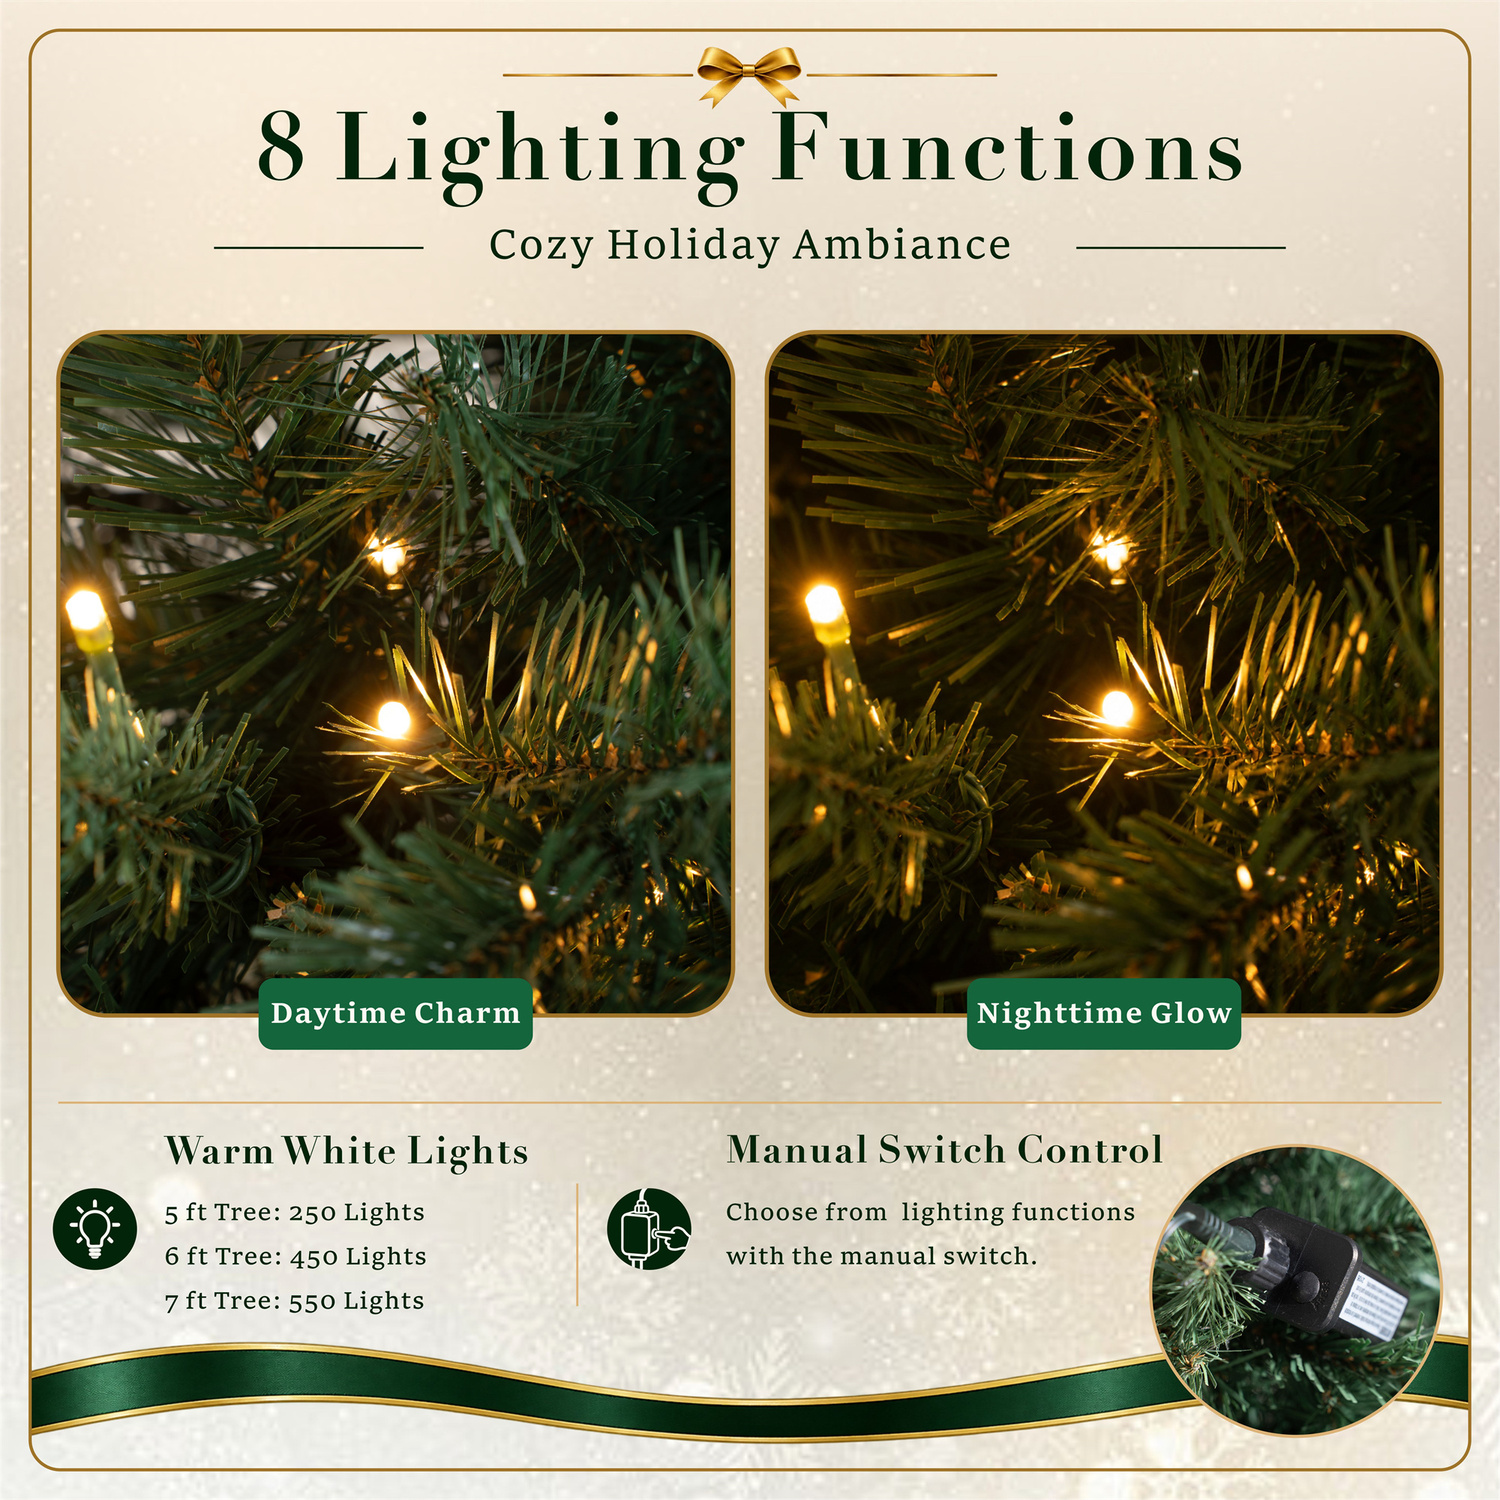 8 Lighting Functions
Cozy Holiday Ambiance
Daytime Charm
Nighttime Glow
Warm White Lights
5 ft Tree: 250 Lights
6 ft Tree: 450 Lights
7 ft Tree: 550 Lights
Manual Switch Control
Choose from  lighting functions
with the manual switch.